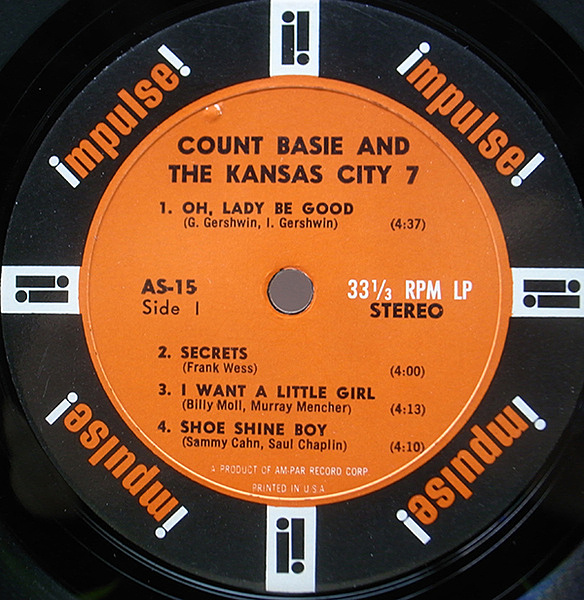 impulse!
impulse!
COUNT BASIE AND
THE KANSAS CITY 7
1. OH, LADY BE GOOD
(G. Gershwin, I. Gershwin) (4:37)
AS-15 33 1/3 RPM LP
Side I STEREO
2. SECRETS
(Frank Wess) (4:00)
3. I WANT A LITTLE GIRL
(Billy Moll, Murray Mencher) (4:13)
4. SHOE SHINE BOY
(Sammy Cahn, Saul Chaplin) (4:10)
A PRODUCT OF AM-PAR RECORD CORP.
PRINTED IN U.S.A.
impulse!
impulse!